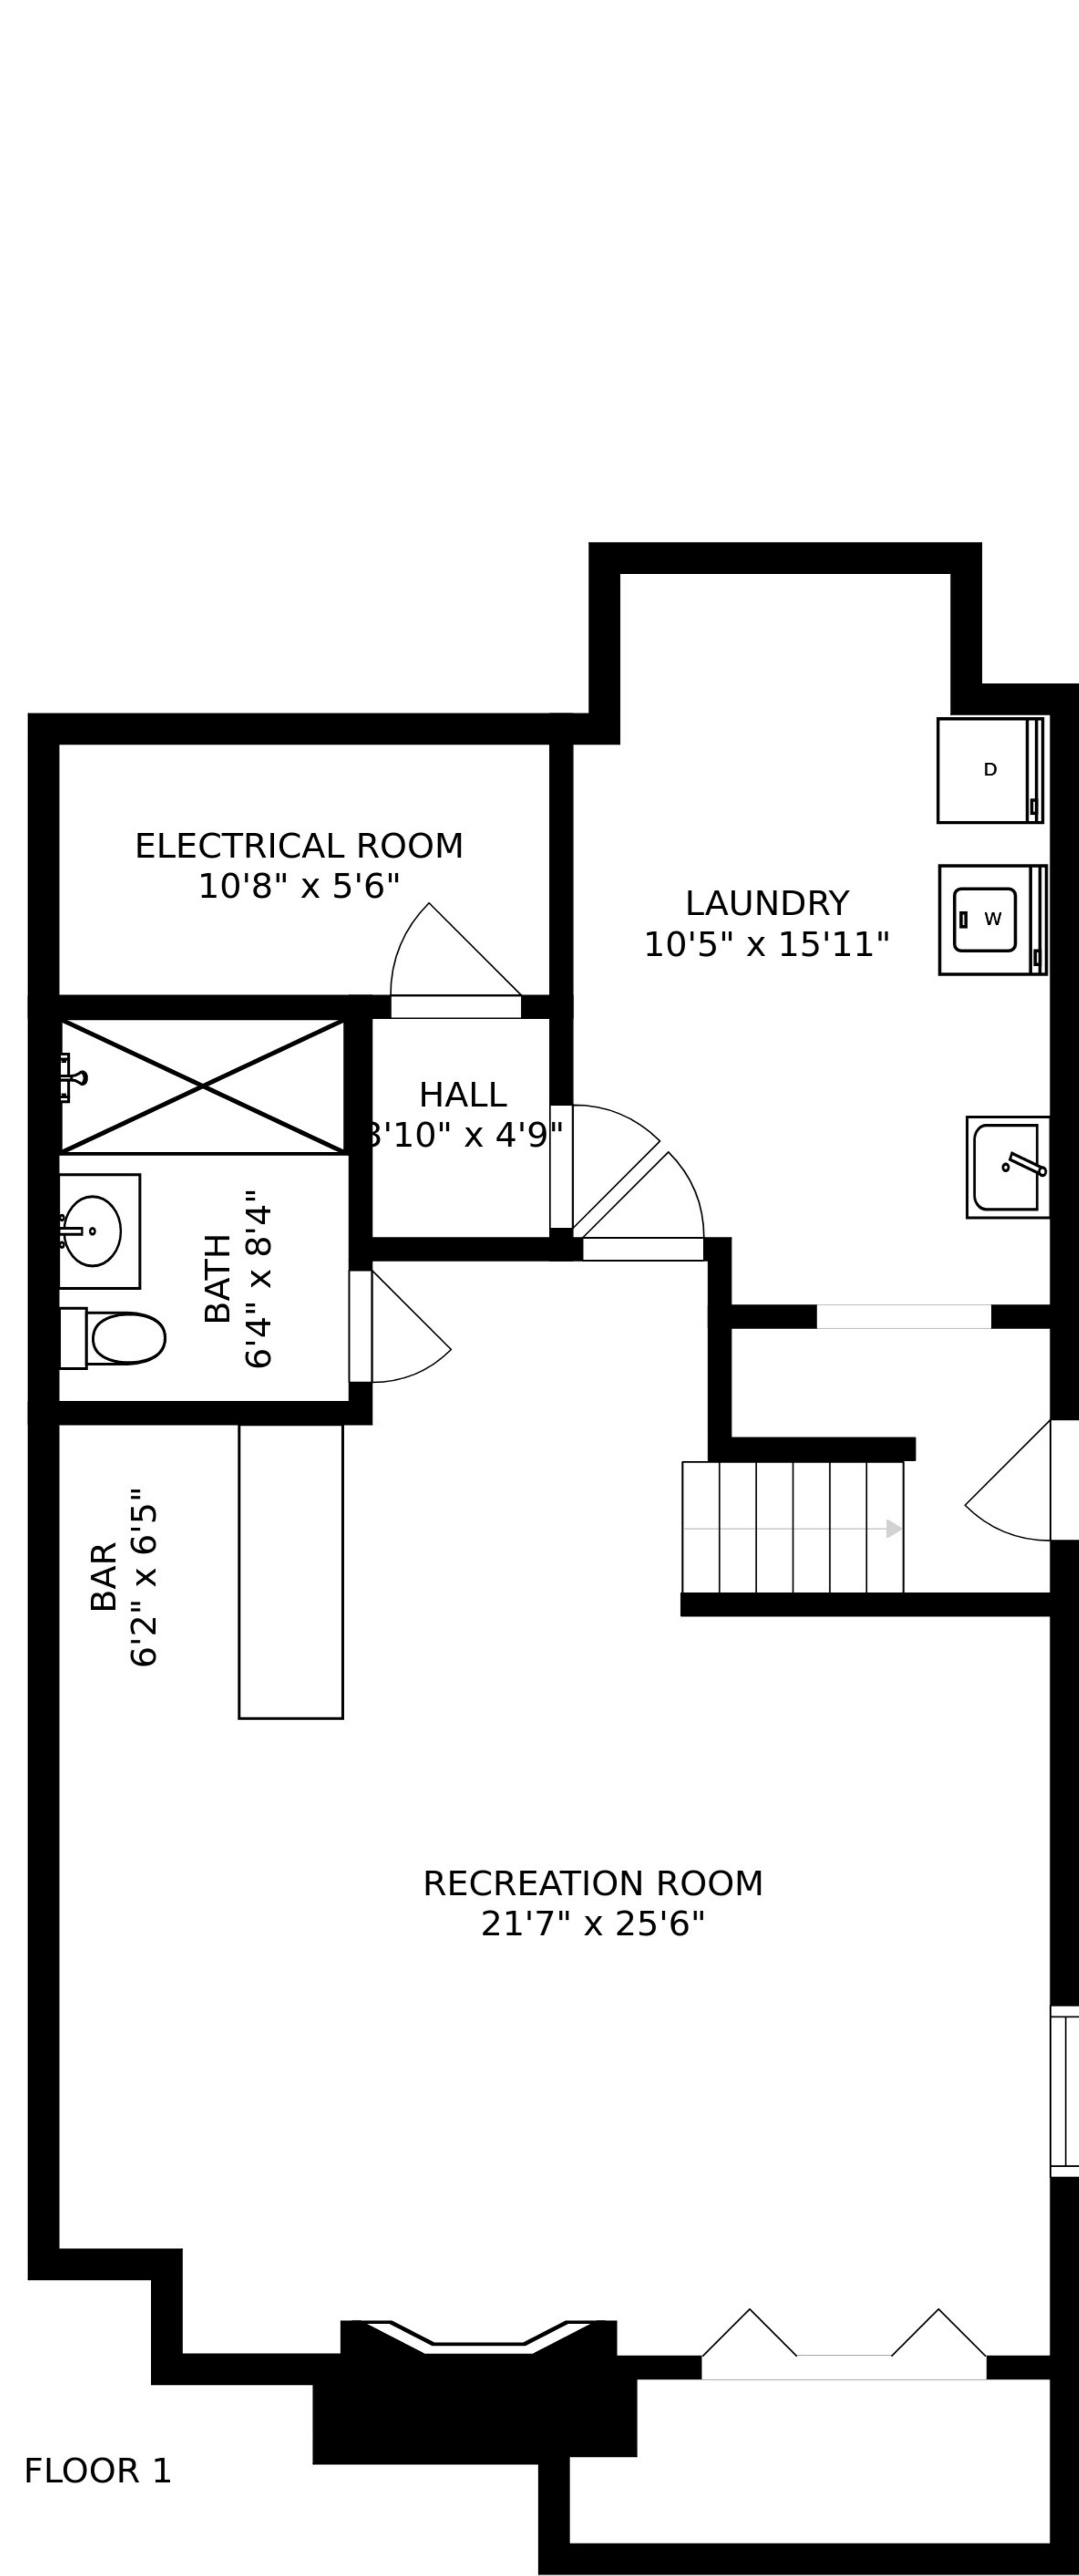 D
ELECTRICAL ROOM
10'8" x 5'6"
LAUNDRY
10'5" x 15'11"
W
HALL
3'10" x 4'9"
BATH
6'4" x 8'4"
BAR
6'2" x 6'5"
RECREATION ROOM
21'7" x 25'6"
FLOOR 1